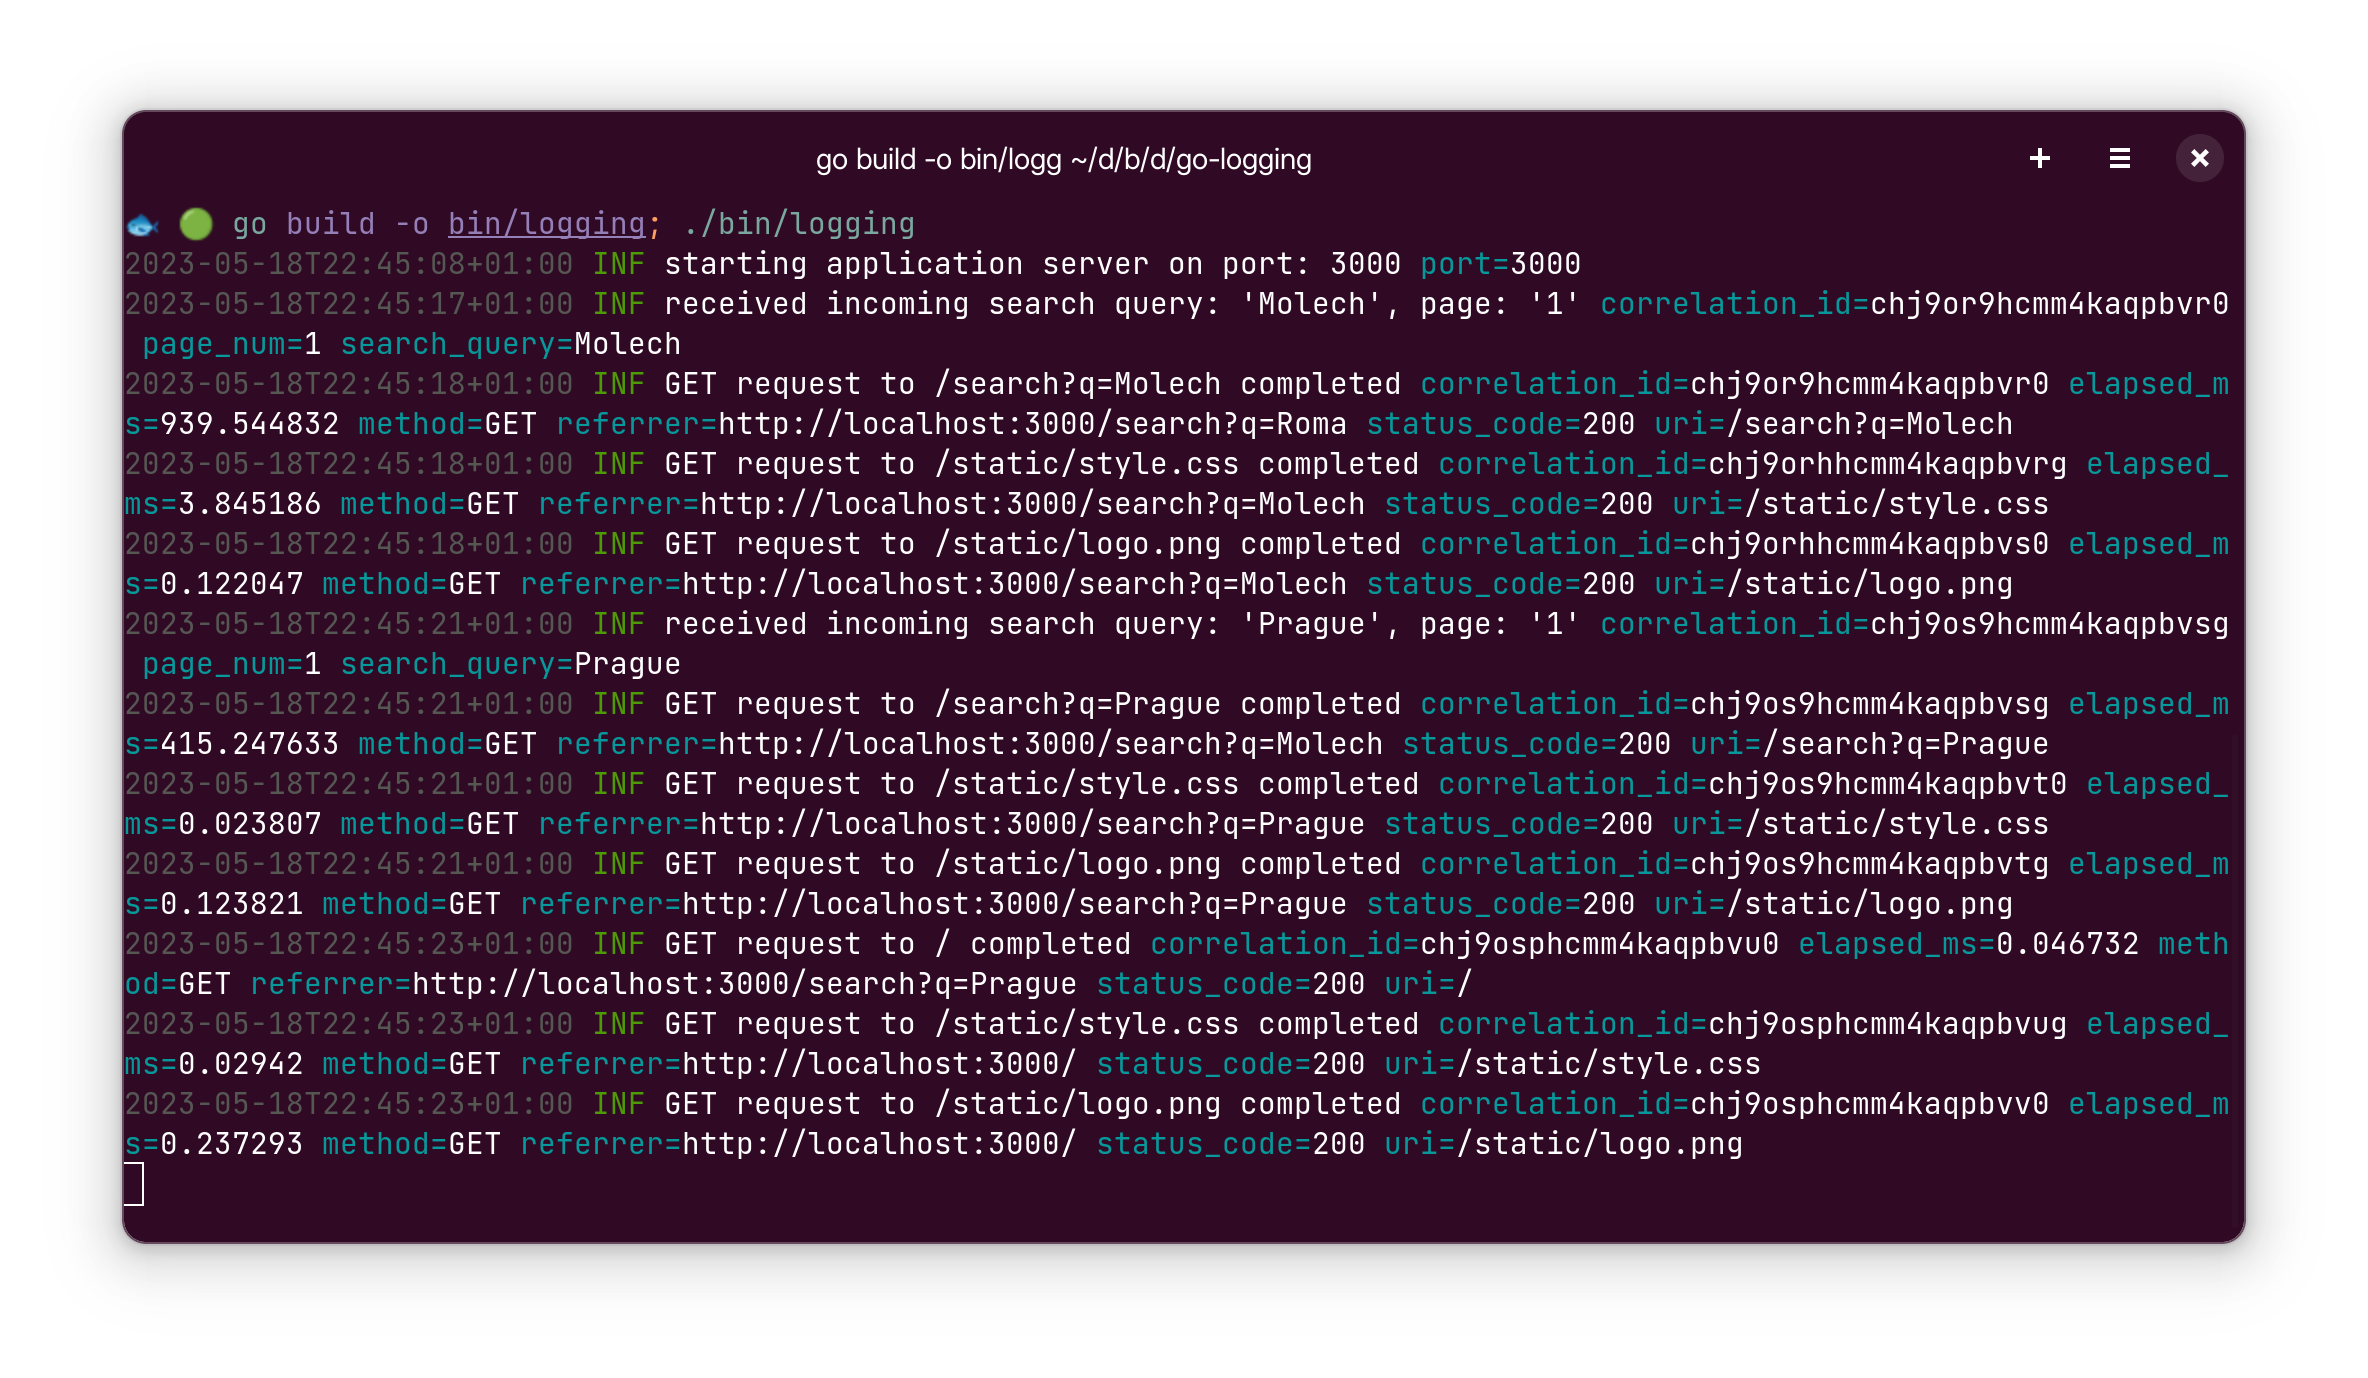 go build -o bin/logg ~/d/b/d/go-logging
go build -o bin/logging; ./bin/logging
2023-05-18T22:45:08+01:00 INF starting application server on port: 3000 port=3000
2023-05-18T22:45:17+01:00 INF received incoming search query: 'Molech', page: '1' correlation_id=chj9or9hcmm4kaqpbvr0
page_num=1 search_query=Molech
2023-05-18T22:45:18+01:00 INF GET request to /search?q=Molech completed correlation_id=chj9or9hcmm4kaqpbvr0 elapsed_m
s=939.544832 method=GET referrer=http://localhost:3000/search?q=Roma status_code=200 uri=/search?q=Molech
2023-05-18T22:45:18+01:00 INF GET request to /static/style.css completed correlation_id=chj9orhhcmm4kaqpbvrg elapsed_
ms=3.845186 method=GET referrer=http://localhost:3000/search?q=Molech status_code=200 uri=/static/style.css
2023-05-18T22:45:18+01:00 INF GET request to /static/logo.png completed correlation_id=chj9orhhcmm4kaqpbvs0 elapsed_m
s=0.122047 method=GET referrer=http://localhost:3000/search?q=Molech status_code=200 uri=/static/logo.png
2023-05-18T22:45:21+01:00 INF received incoming search query: 'Prague', page: '1' correlation_id=chj9os9hcmm4kaqpbvsg
page_num=1 search_query=Prague
2023-05-18T22:45:21+01:00 INF GET request to /search?q=Prague completed correlation_id=chj9os9hcmm4kaqpbvsg elapsed_m
s=415.247633 method=GET referrer=http://localhost:3000/search?q=Molech status_code=200 uri=/search?q=Prague
2023-05-18T22:45:21+01:00 INF GET request to /static/style.css completed correlation_id=chj9os9hcmm4kaqpbvt0 elapsed_
ms=0.023807 method=GET referrer=http://localhost:3000/search?q=Prague status_code=200 uri=/static/style.css
2023-05-18T22:45:21+01:00 INF GET request to /static/logo.png completed correlation_id=chj9os9hcmm4kaqpbvtg elapsed_m
s=0.123821 method=GET referrer=http://localhost:3000/search?q=Prague status_code=200 uri=/static/logo.png
2023-05-18T22:45:23+01:00 INF GET request to / completed correlation_id=chj9osphcmm4kaqpbvu0 elapsed_ms=0.046732 meth
od=GET referrer=http://localhost:3000/search?q=Prague status_code=200 uri=/
2023-05-18T22:45:23+01:00 INF GET request to /static/style.css completed correlation_id=chj9osphcmm4kaqpbvug elapsed_
ms=0.02942 method=GET referrer=http://localhost:3000/ status_code=200 uri=/static/style.css
2023-05-18T22:45:23+01:00 INF GET request to /static/logo.png completed correlation_id=chj9osphcmm4kaqpbvv0 elapsed_m
s=0.237293 method=GET referrer=http://localhost:3000/ status_code=200 uri=/static/logo.png